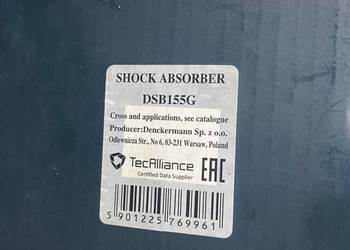 SHOCK ABSORBER
DSB155G
Cross and applications, see catalogue
Producer:Denckermann Sp. z o.o.
Odlewnicza Str., No 6, 03-231 Warsaw, Poland
TecAlliance EAC
Certified Data Supplier
5 901225 769961